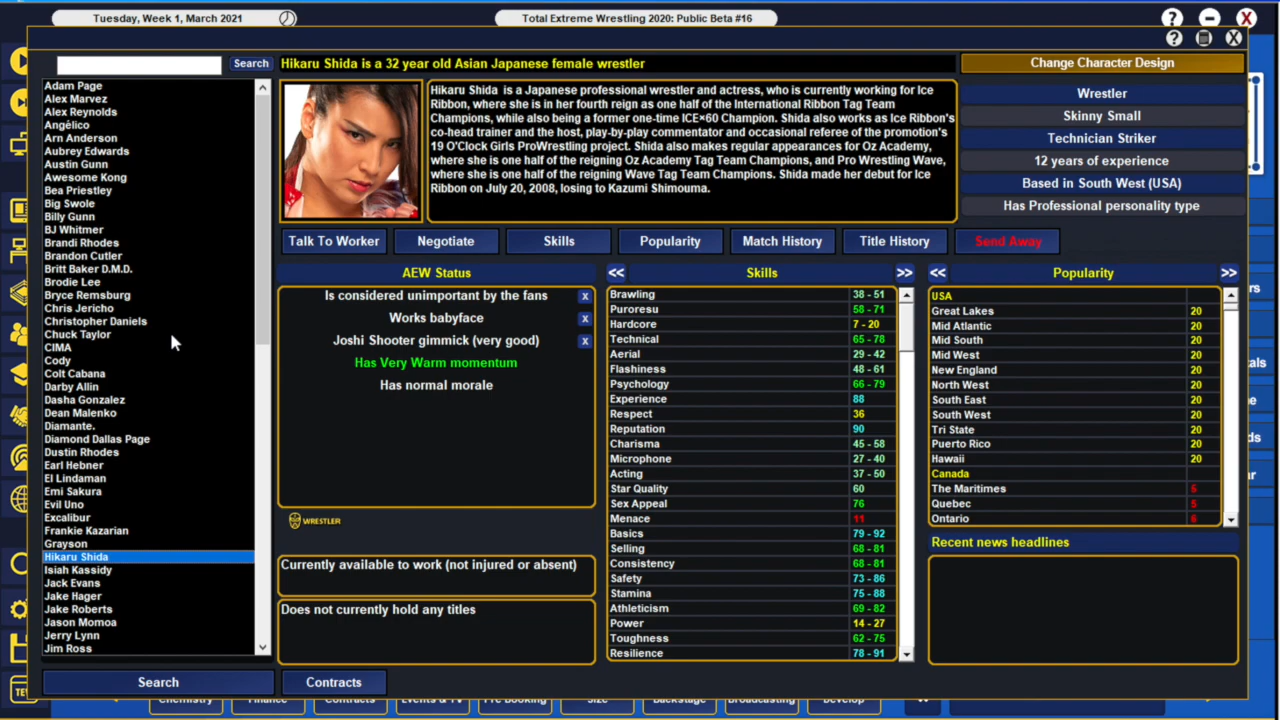 Tuesday, Week 1, March 2021
Total Extreme Wrestling 2020: Public Beta #16
? – X
? X
Search
Hikaru Shida is a 32 year old Asian Japanese female wrestler
Change Character Design
Adam Page
Alex Marvez
Alex Reynolds
Angélico
Arn Anderson
Aubrey Edwards
Austin Gunn
Awesome Kong
Bea Priestley
Big Swole
Billy Gunn
BJ Whitmer
Brandi Rhodes
Brandon Cutler
Britt Baker D.M.D.
Brodie Lee
Bryce Remsburg
Chris Jericho
Christopher Daniels
Chuck Taylor
CIMA
Cody
Colt Cabana
Darby Allin
Dasha Gonzalez
Dean Malenko
Diamante.
Diamond Dallas Page
Dustin Rhodes
Earl Hebner
El Lindaman
Emi Sakura
Evil Uno
Excalibur
Frankie Kazarian
Grayson
Hikaru Shida
Isiah Kassidy
Jack Evans
Jake Hager
Jake Roberts
Jason Momoa
Jerry Lynn
Jim Ross
Search
Contracts
Hikaru Shida  is a Japanese professional wrestler and actress, who is currently working for Ice
Ribbon, where she is in her fourth reign as one half of the International Ribbon Tag Team
Champions, while also being a former one-time ICE×60 Champion. Shida also works as Ice Ribbon's
co-head trainer and the host, play-by-play commentator and occasional referee of the promotion's
19 O'Clock Girls ProWrestling project. Shida also makes regular appearances for Oz Academy,
where she is one half of the reigning Oz Academy Tag Team Champions, and Pro Wrestling Wave,
where she is one half of the reigning Wave Tag Team Champions. Shida made her debut for Ice
Ribbon on July 20, 2008, losing to Kazumi Shimouma.
Wrestler
Skinny Small
Technician Striker
12 years of experience
Based in South West (USA)
Has Professional personality type
Talk To Worker
Negotiate
Skills
Popularity
Match History
Title History
Send Away
AEW Status
Is considered unimportant by the fans x
Works babyface x
Joshi Shooter gimmick (very good) x
Has Very Warm momentum
Has normal morale
WRESTLER
Currently available to work (not injured or absent)
Does not currently hold any titles
<< Skills >>
Brawling 38 - 51
Puroresu 58 - 71
Hardcore 7 - 20
Technical 65 - 78
Aerial 29 - 42
Flashiness 48 - 61
Psychology 66 - 79
Experience 88
Respect 36
Reputation 90
Charisma 45 - 58
Microphone 27 - 40
Acting 37 - 50
Star Quality 60
Sex Appeal 76
Menace 11
Basics 79 - 92
Selling 68 - 81
Consistency 68 - 81
Safety 73 - 86
Stamina 75 - 88
Athleticism 69 - 82
Power 14 - 27
Toughness 62 - 75
Resilience 78 - 91
<< Popularity >>
USA
Great Lakes 20
Mid Atlantic 20
Mid South 20
Mid West 20
New England 20
North West 20
South East 20
South West 20
Tri State 20
Puerto Rico 20
Hawaii 20
Canada
The Maritimes 5
Quebec 5
Ontario 6
Recent news headlines
Chemistry
Finance
Contracts
Events & TV
Pre Booking
Size
Backstage
Broadcasting
Develop